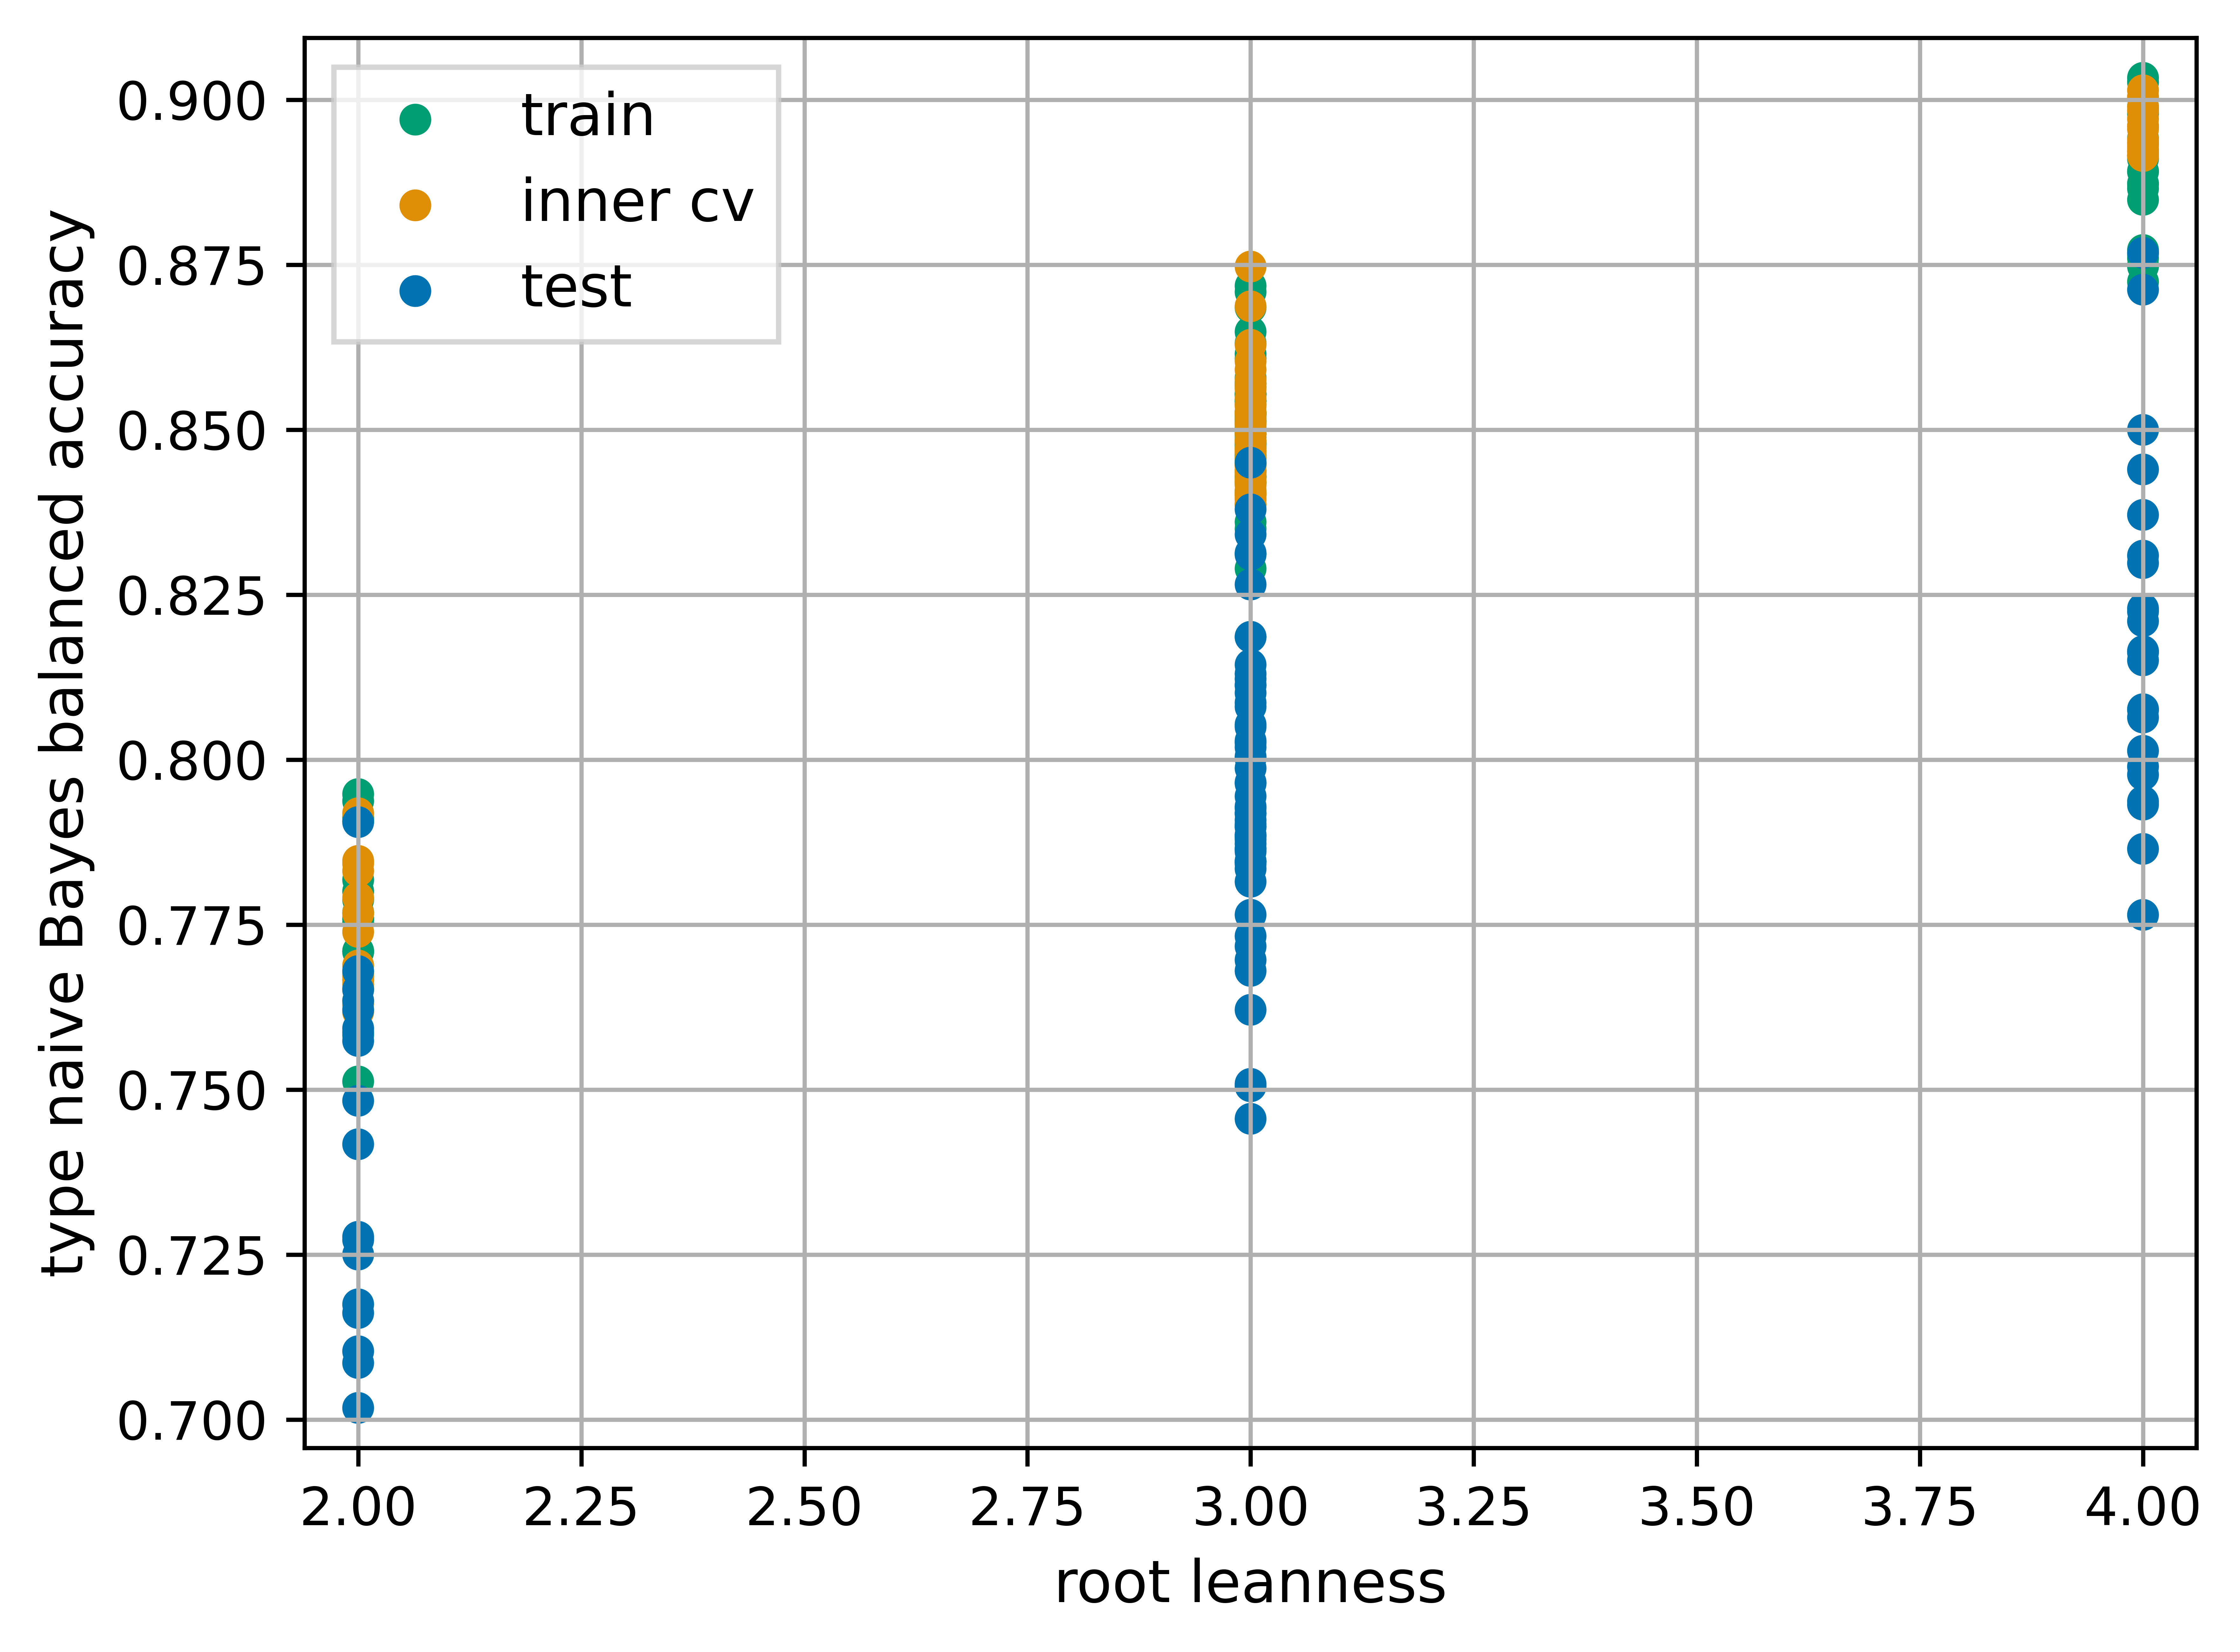 train
inner cv
test
type naive Bayes balanced accuracy
0.900
0.875
0.850
0.825
0.800
0.775
0.750
0.725
0.700
2.00 2.25 2.50 2.75 3.00 3.25 3.50 3.75 4.00
root leanness